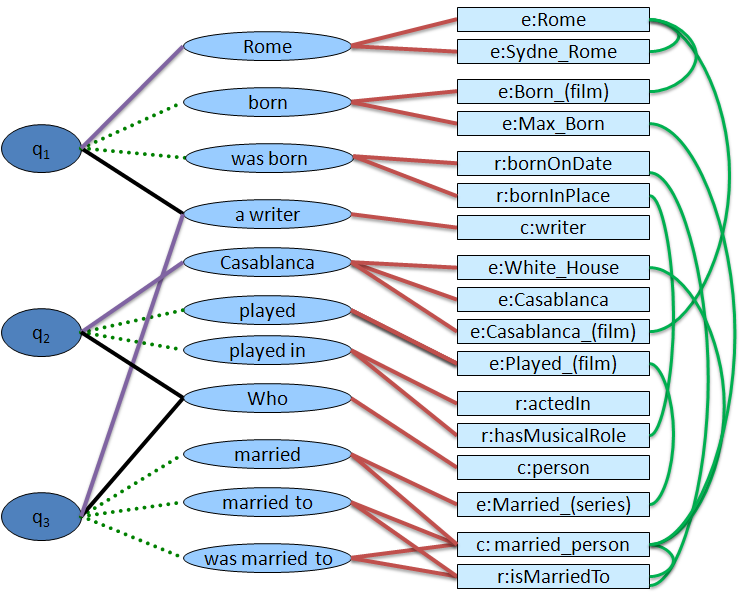 Rome
e:Rome
e:Sydne_Rome
born
e:Born_(film)
e:Max_Born
q1
was born
r:bornOnDate
r:bornInPlace
a writer
c:writer
Casablanca
e:White_House
e:Casablanca
played
e:Casablanca_(film)
q2
played in
e:Played_(film)
Who
r:actedIn
r:hasMusicalRole
married
c:person
married to
e:Married_(series)
q3
was married to
c: married_person
r:isMarriedTo